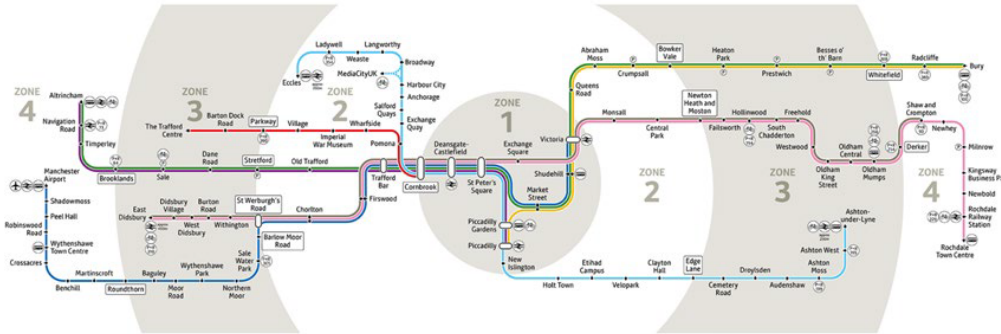 ZONE
4
ZONE
3
ZONE
2
ZONE
1
2
ZONE
3
ZONE
4
ZONE
Altrincham
Navigation
Road
Timperley
Brooklands
Sale
Dane
Road
Stretford
Old Trafford
Trafford
Bar
Cornbrook
Deansgate-
Castlefield
St Peter's
Square
The Trafford
Centre
Barton Dock
Road
Parkway
Village
Imperial
War Museum
Wharfside
Pomona
Eccles
Ladywell
Weaste
Langworthy
Broadway
MediaCityUK
Harbour City
Anchorage
Salford
Quays
Exchange
Quay
Manchester
Airport
Shadowmoss
Peel Hall
Robinswood
Road
Wythenshawe
Town Centre
Crossacres
Benchill
Martinscroft
Roundthorn
Baguley
Moor
Road
Wythenshawe
Park
Northern
Moor
Sale
Water
Park
Barlow Moor
Road
St Werburgh's
Road
East
Didsbury
Didsbury
Village
West
Didsbury
Burton
Road
Withington
Chorlton
Firswood
Exchange
Square
Victoria
Shudehill
Market
Street
Piccadilly
Gardens
Piccadilly
New
Islington
Holt Town
Etihad
Campus
Velopark
Clayton
Hall
Edge
Lane
Cemetery
Road
Droylsden
Audenshaw
Ashton
Moss
Ashton West
Ashton-
under-Lyne
Queens
Road
Abraham
Moss
Crumpsall
Bowker
Vale
Heaton
Park
Prestwich
Besses o'
th' Barn
Whitefield
Radcliffe
Bury
Monsall
Central
Park
Newton
Heath and
Moston
Failsworth
Hollinwood
South
Chadderton
Freehold
Westwood
Oldham
King
Street
Oldham
Central
Oldham
Mumps
Derker
Shaw and
Crompton
Newhey
Milnrow
Kingsway
Business P
Newbold
Rochdale
Railway
Station
Rochdale
Town Centre